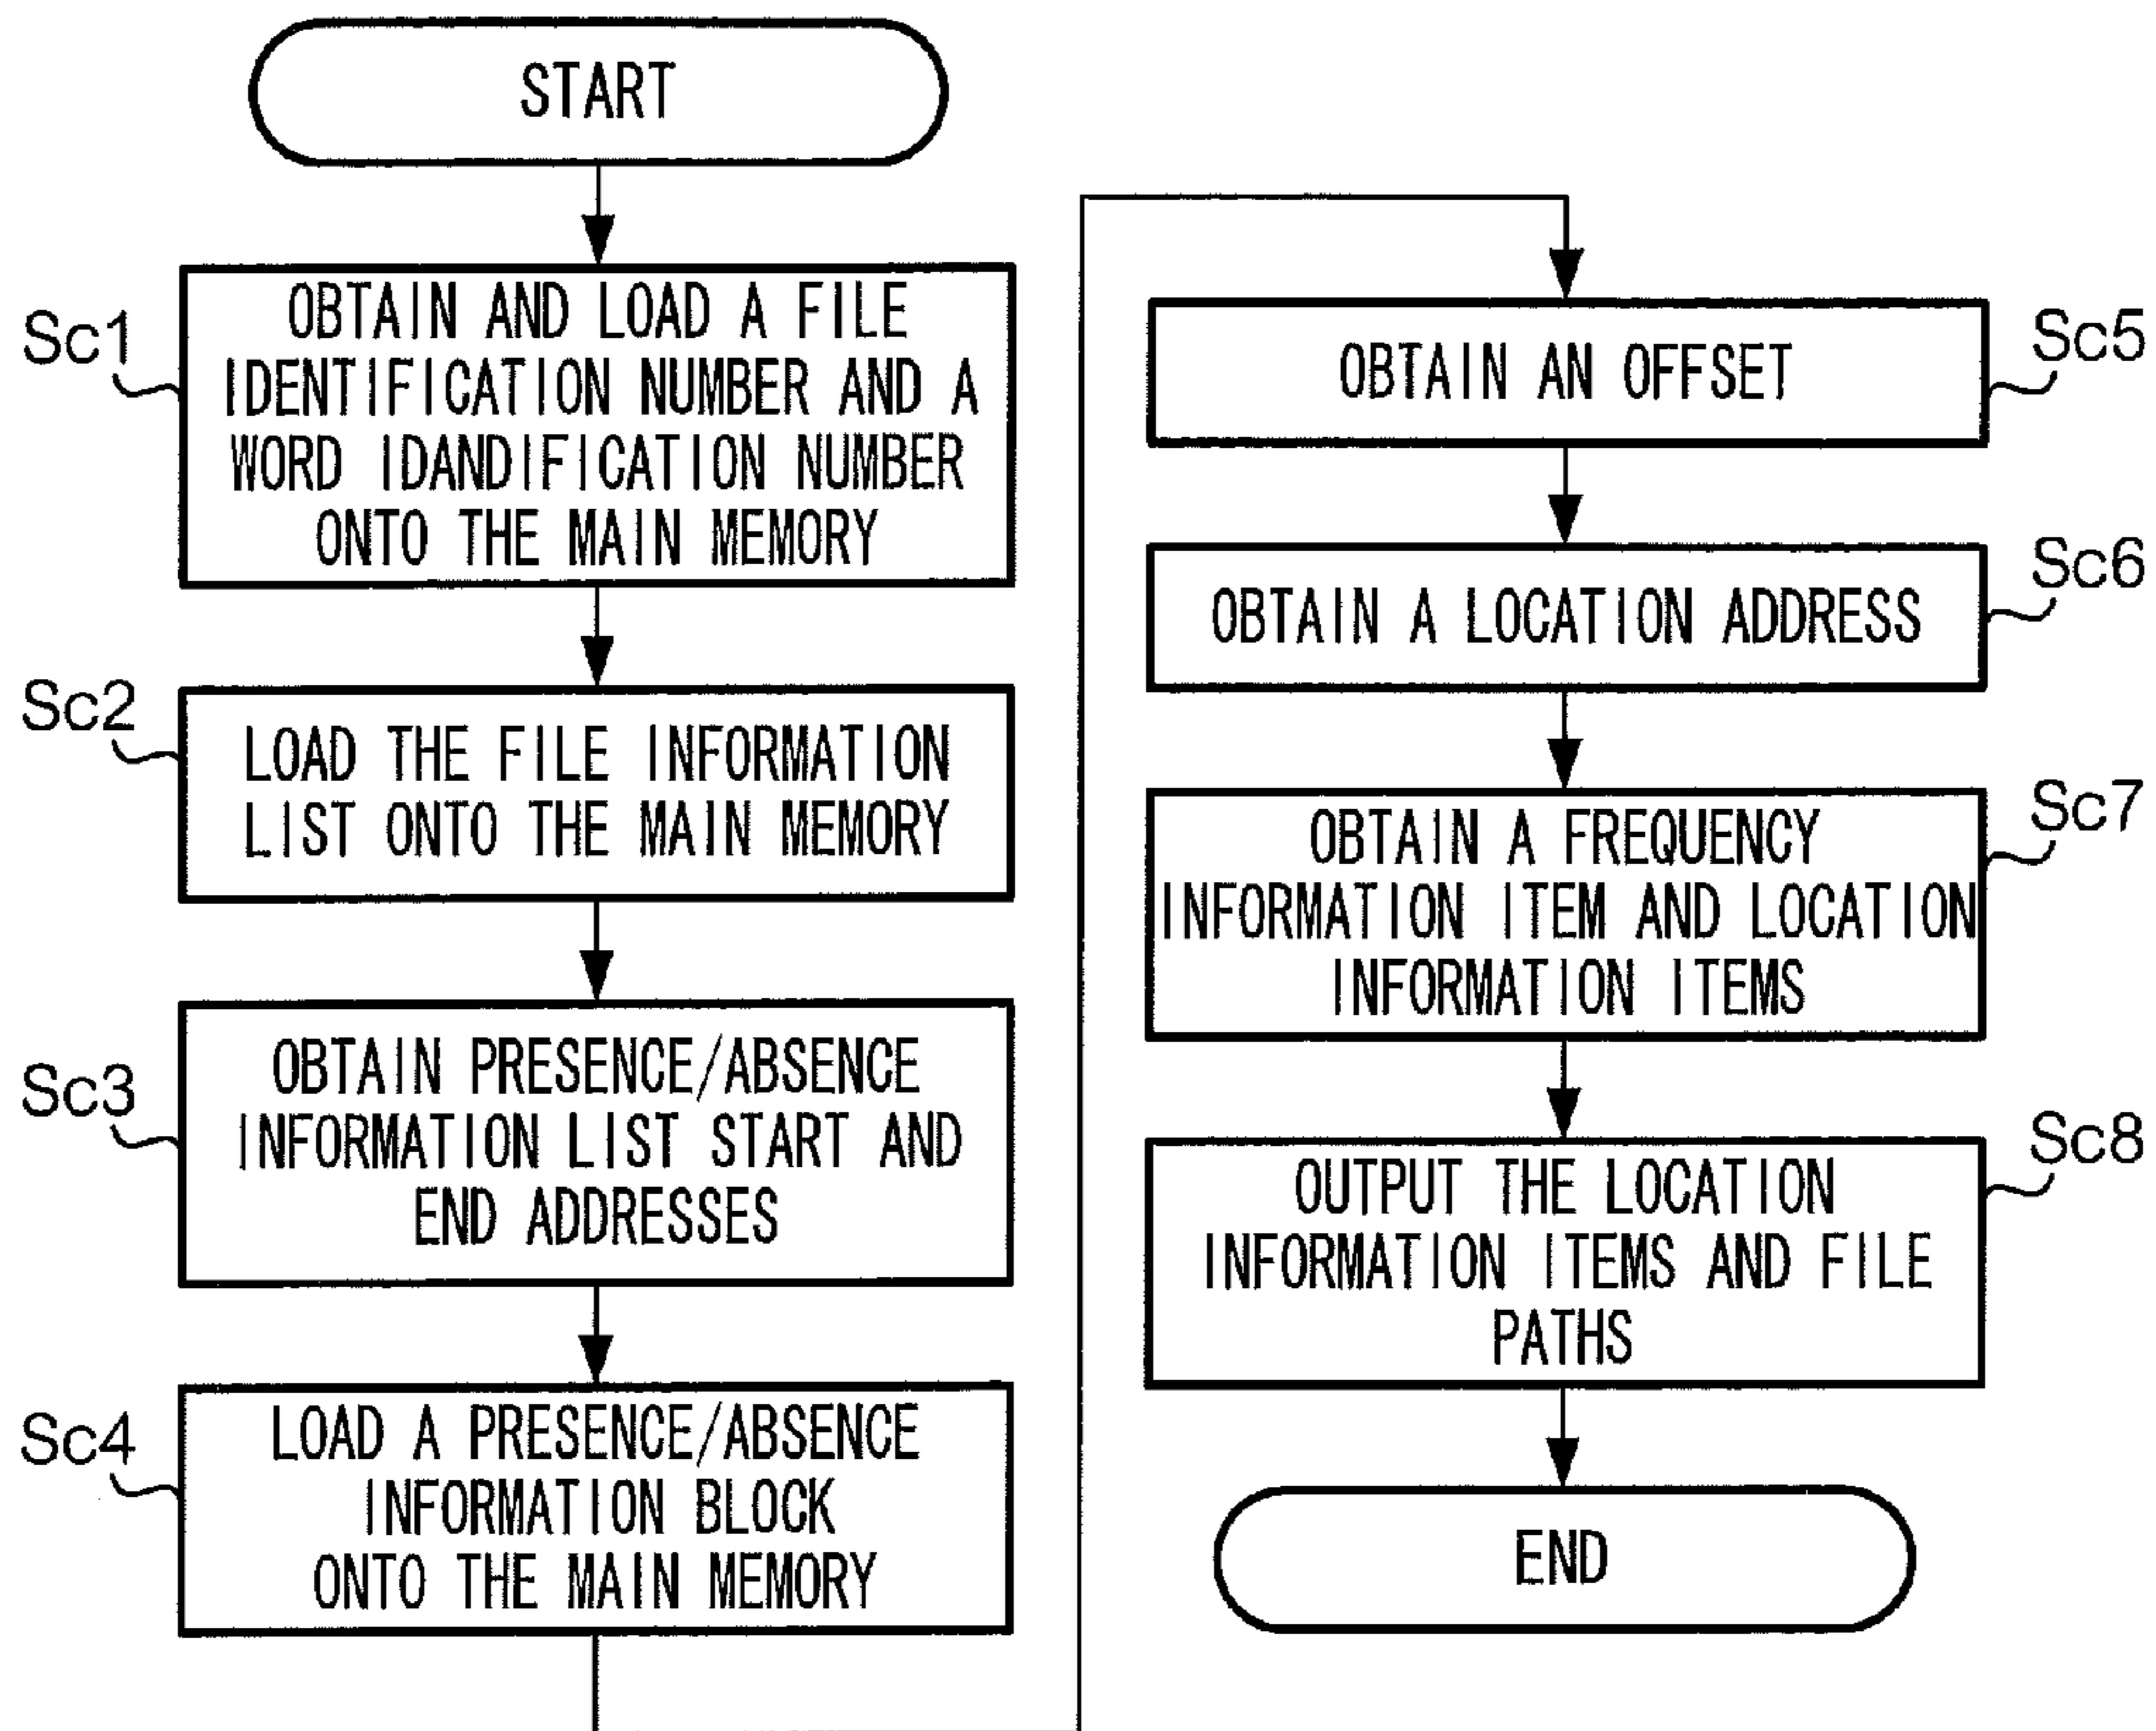 START
Sc1
OBTAIN AND LOAD A FILE
IDENTIFICATION NUMBER AND A
WORD IDANDIFICATION NUMBER
ONTO THE MAIN MEMORY
Sc2
LOAD THE FILE INFORMATION
LIST ONTO THE MAIN MEMORY
Sc3
OBTAIN PRESENCE/ABSENCE
INFORMATION LIST START AND
END ADDRESSES
Sc4
LOAD A PRESENCE/ABSENCE
INFORMATION BLOCK
ONTO THE MAIN MEMORY
Sc5
OBTAIN AN OFFSET
Sc6
OBTAIN A LOCATION ADDRESS
Sc7
OBTAIN A FREQUENCY
INFORMATION ITEM AND LOCATION
INFORMATION ITEMS
Sc8
OUTPUT THE LOCATION
INFORMATION ITEMS AND FILE
PATHS
END